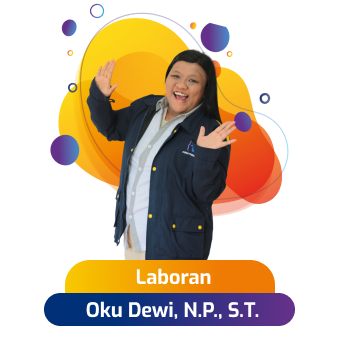 Laboran
Oku Dewi, N.P., S.T.